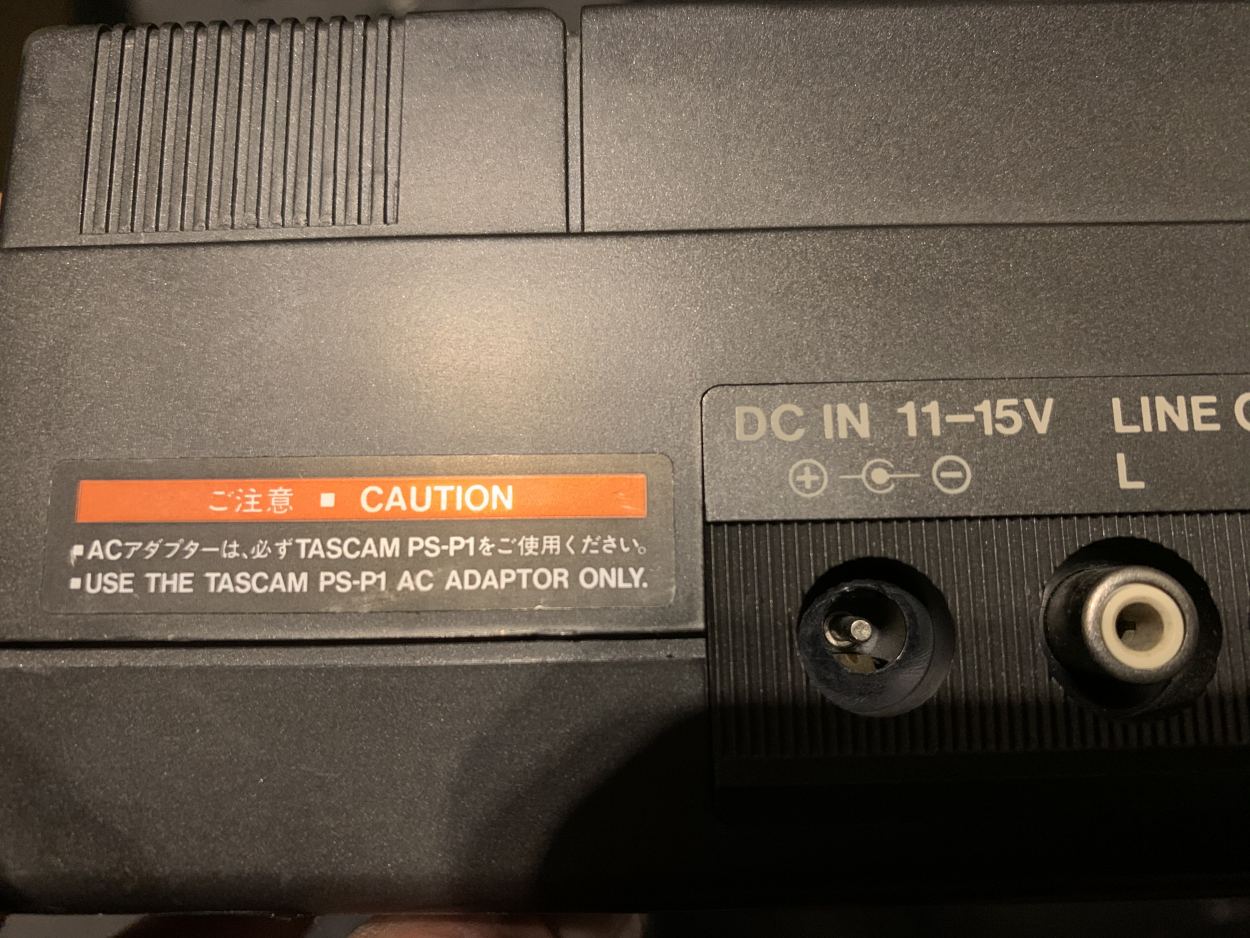 DC IN 11–15V LINE
⊕ ⊖ L
ご注意 ■ CAUTION
■ACアダプターは、必ずTASCAM PS-P1をご使用ください。
■USE THE TASCAM PS-P1 AC ADAPTOR ONLY.